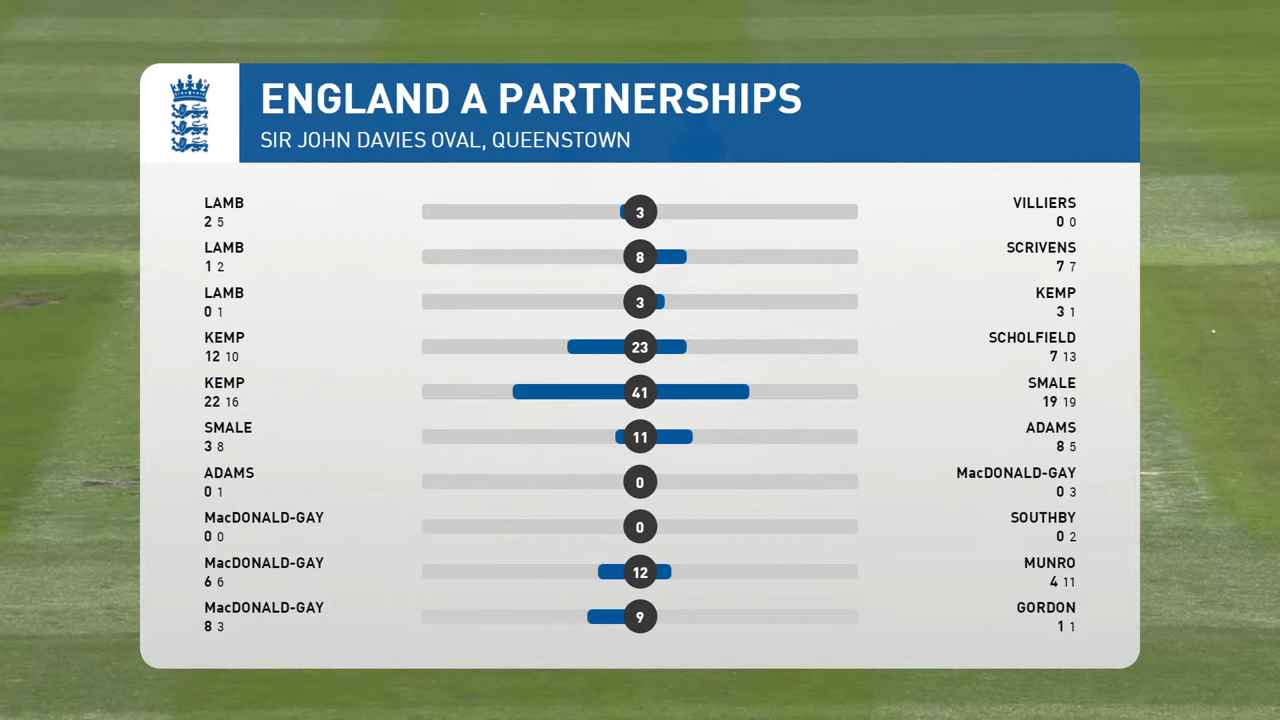 ENGLAND A PARTNERSHIPS
SIR JOHN DAVIES OVAL, QUEENSTOWN
LAMB 3 VILLIERS
2 5 0 0
LAMB 8 SCRIVENS
1 2 7 7
LAMB 3 KEMP
0 1 3 1
KEMP 23 SCHOLFIELD
12 10 7 13
KEMP 41 SMALE
22 16 19 19
SMALE 11 ADAMS
3 8 8 5
ADAMS 0 MacDONALD-GAY
0 1 0 3
MacDONALD-GAY 0 SOUTHBY
0 0 0 2
MacDONALD-GAY 12 MUNRO
6 6 4 11
MacDONALD-GAY 9 GORDON
8 3 1 1